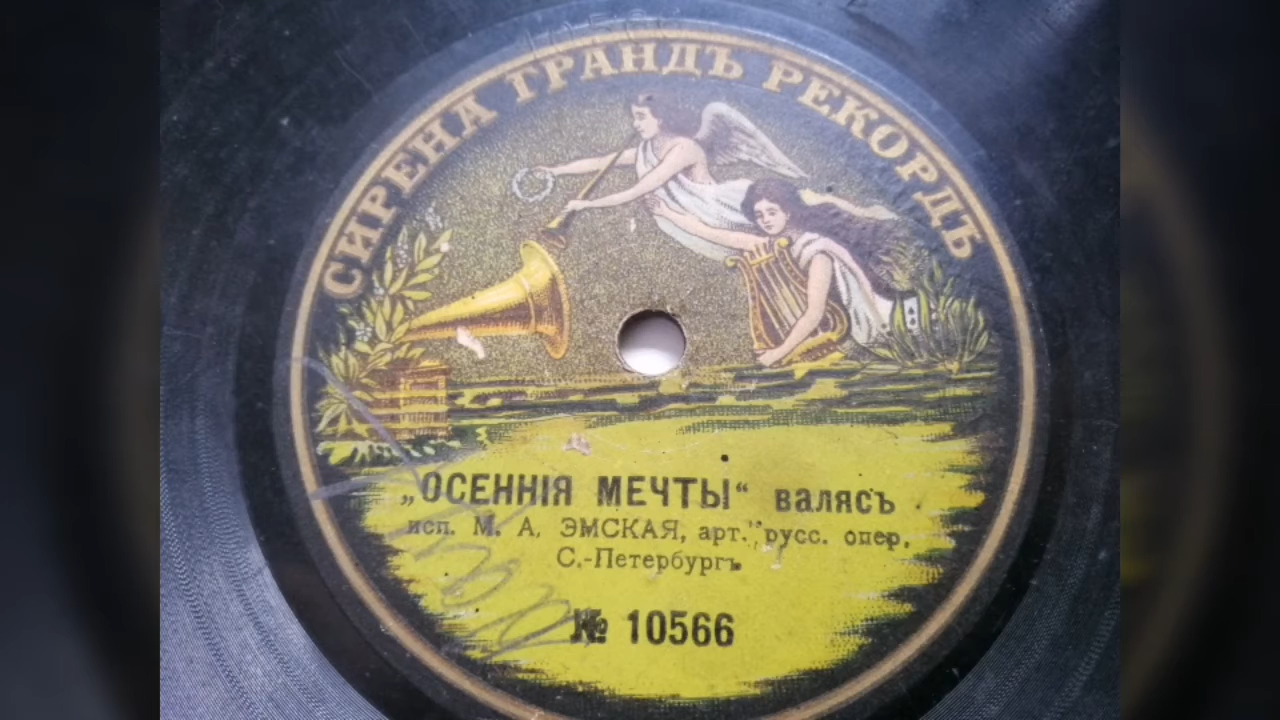 СИРЕНА ГРАНДЪ РЕКОРДЪ
„ОСЕННІЯ МЕЧТЫ“ валясъ
исп. М. А. ЭМСКАЯ, арт. русс. опер.
С.-Петербургъ
№ 10566